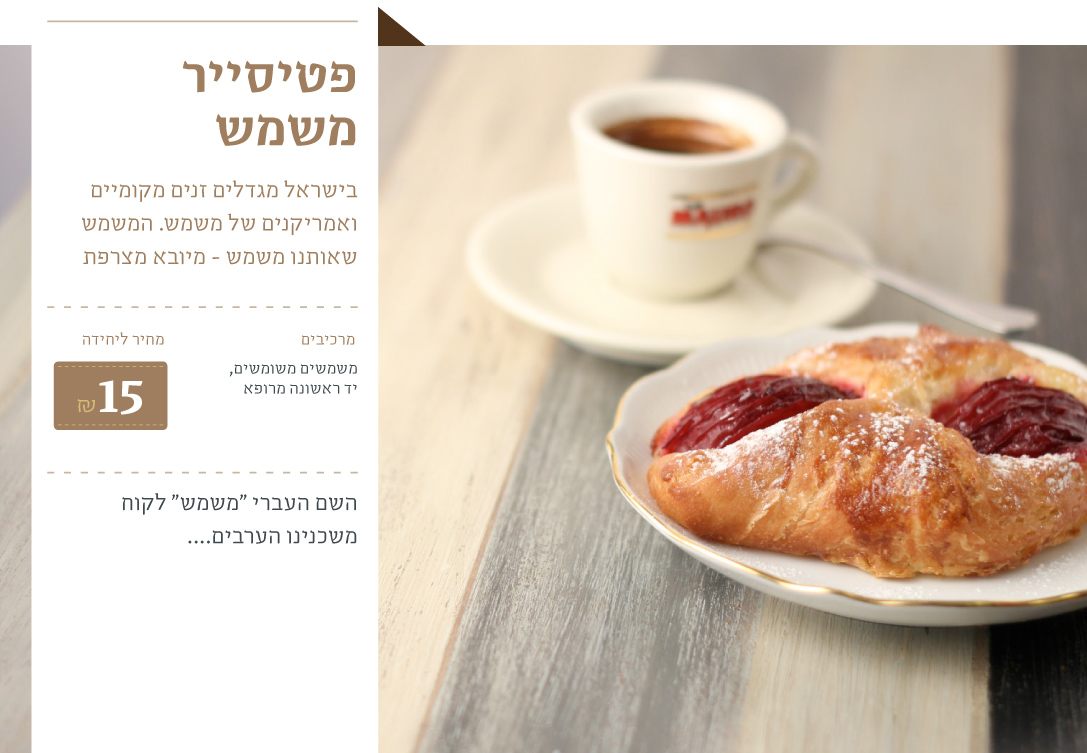 פטיסייר
משמש
בישראל מגדלים זנים מקומיים
ואמריקנים של משמש. המשמש
שאותנו משמש - מיובא מצרפת
מרכיבים
משמשים משומשים,
יד ראשונה מרופא
מחיר ליחידה
15 ₪
השם העברי "משמש" לקוח
משכנינו הערבים....